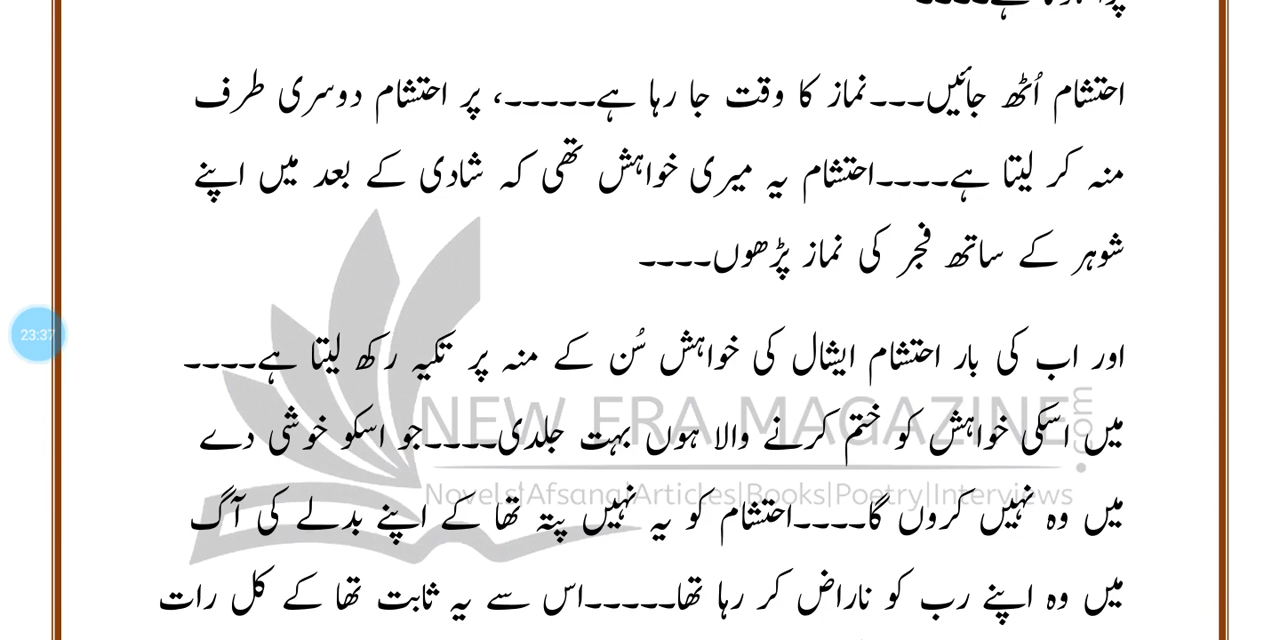 احتشام اُٹھ جائیں۔۔۔نماز کا وقت جا رہا ہے۔۔۔۔۔، پر احتشام دوسری طرف
منہ کر لیتا ہے۔۔۔۔احتشام یہ میری خواہش تھی کہ شادی کے بعد میں اپنے
شوہر کے ساتھ فجر کی نماز پڑھوں۔۔۔۔
23:37
اور اب کی بار احتشام ایشال کی خواہش سُن کے منہ پر تکیہ رکھ لیتا ہے۔۔۔۔
NEW ERA MAGAZINE.com
میں اسکی خواہش کو ختم کرنے والا ہوں بہت جلدی۔۔۔۔جو اسکو خوشی دے
Novels|Afsana|Articles|Books|Poetry|Interviews
میں وہ نہیں کروں گا۔۔۔۔احتشام کو یہ نہیں پتہ تھا کے اپنے بدلے کی آگ
میں وہ اپنے رب کو ناراض کر رہا تھا۔۔۔۔۔اس سے یہ ثابت تھا کے کل رات